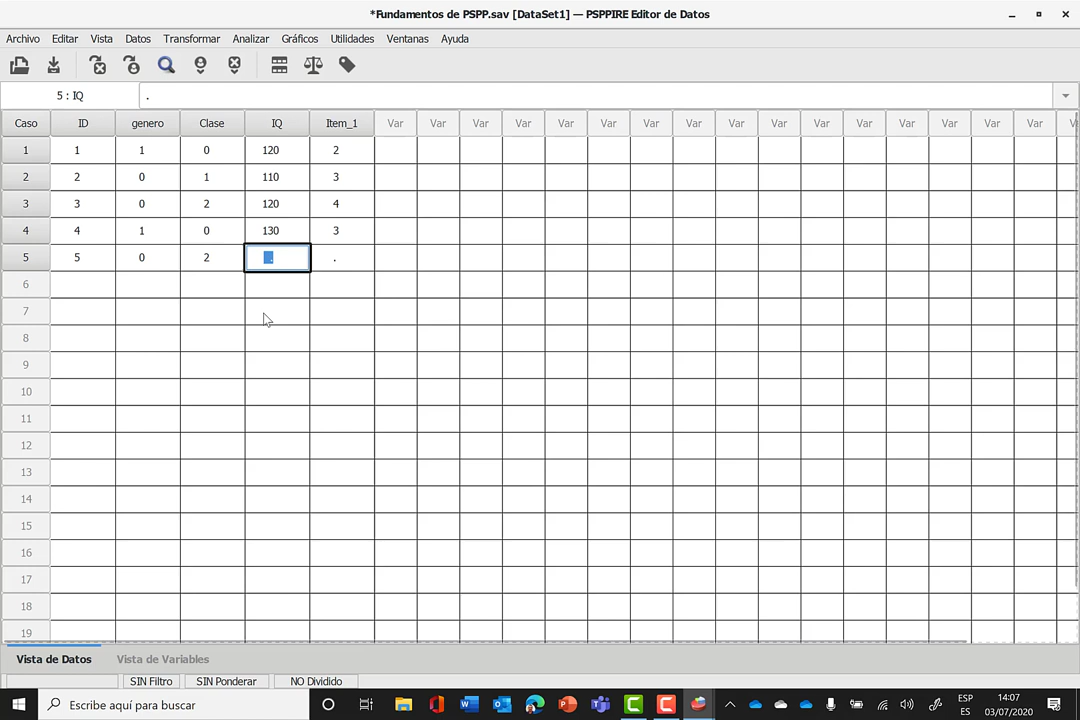 *Fundamentos de PSPP.sav [DataSet1] — PSPPIRE Editor de Datos
Archivo Editar Vista Datos Transformar Analizar Gráficos Utilidades Ventanas Ayuda
5 : IQ .
Caso ID genero Clase IQ Item_1 Var Var Var Var Var Var Var Var Var Var Var Var Var Var Var Var V
1 1 1 0 120 2
2 2 0 1 110 3
3 3 0 2 120 4
4 4 1 0 130 3
5 5 0 2 . .
6
7
8
9
10
11
12
13
14
15
16
17
18
19
Vista de Datos Vista de Variables
SIN Filtro SIN Ponderar NO Dividido
Escribe aquí para buscar
ESP 14:07
ES 03/07/2020